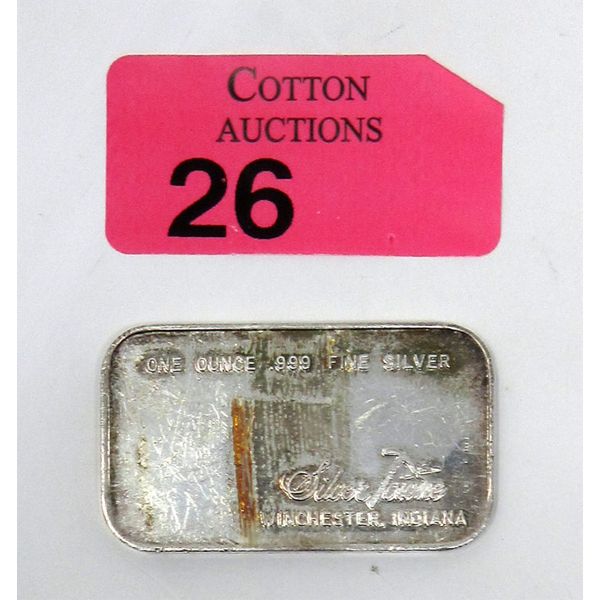 COTTON
AUCTIONS
26
ONE OUNCE .999 FINE SILVER
Silver Towne
WINCHESTER, INDIANA